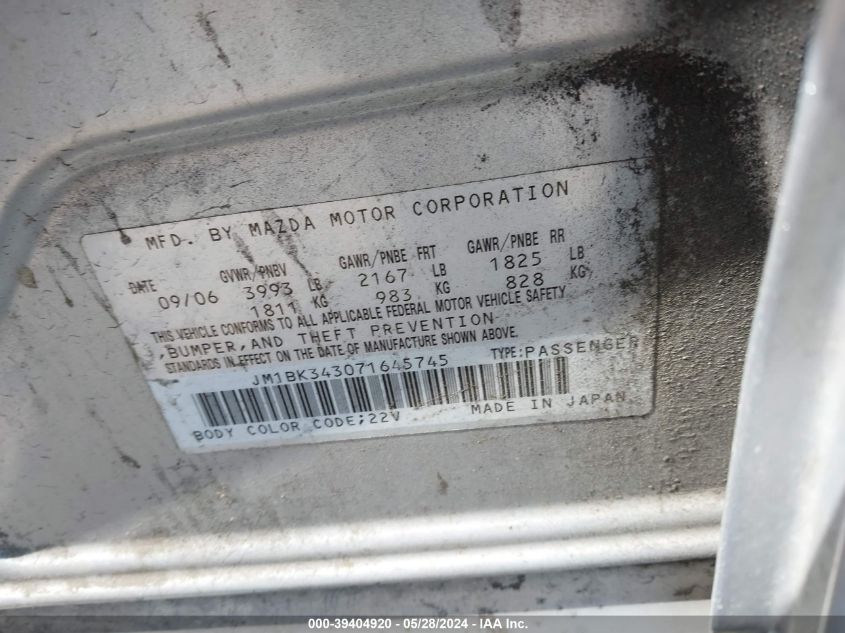 MFD. BY MAZDA MOTOR CORPORATION
DATE GVWR/PNBV GAWR/PNBE FRT GAWR/PNBE RR
09/06 3993 LB 2167 LB 1825 LB
1811 KG 983 KG 828 KG
THIS VEHICLE CONFORMS TO ALL APPLICABLE FEDERAL MOTOR VEHICLE SAFETY
,BUMPER,AND THEFT PREVENTION
STANDARDS IN EFFECT ON THE DATE OF MANUFACTURE SHOWN ABOVE.
JM1BK343071645745 TYPE:PASSENGER
BODY COLOR CODE;22V MADE IN JAPAN
000-39404920 - 05/28/2024 - IAA Inc.